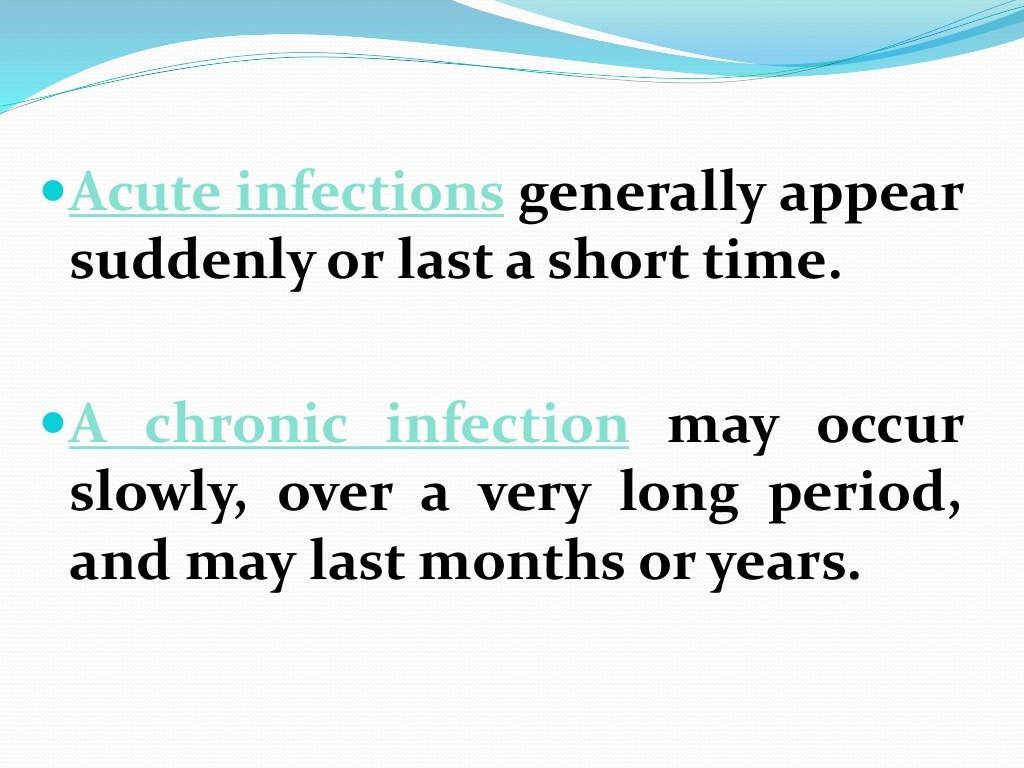 •Acute infections generally appear
suddenly or last a short time.
•A chronic infection may occur
slowly, over a very long period,
and may last months or years.